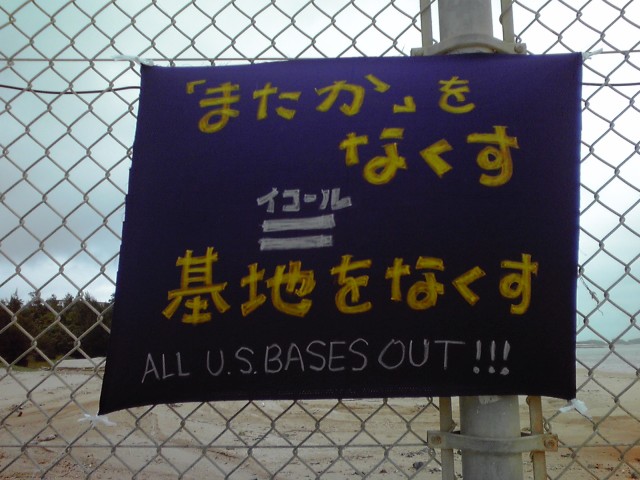 「またか」を
なくす
イコール
=
基地をなくす
ALL U.S. BASES OUT!!!